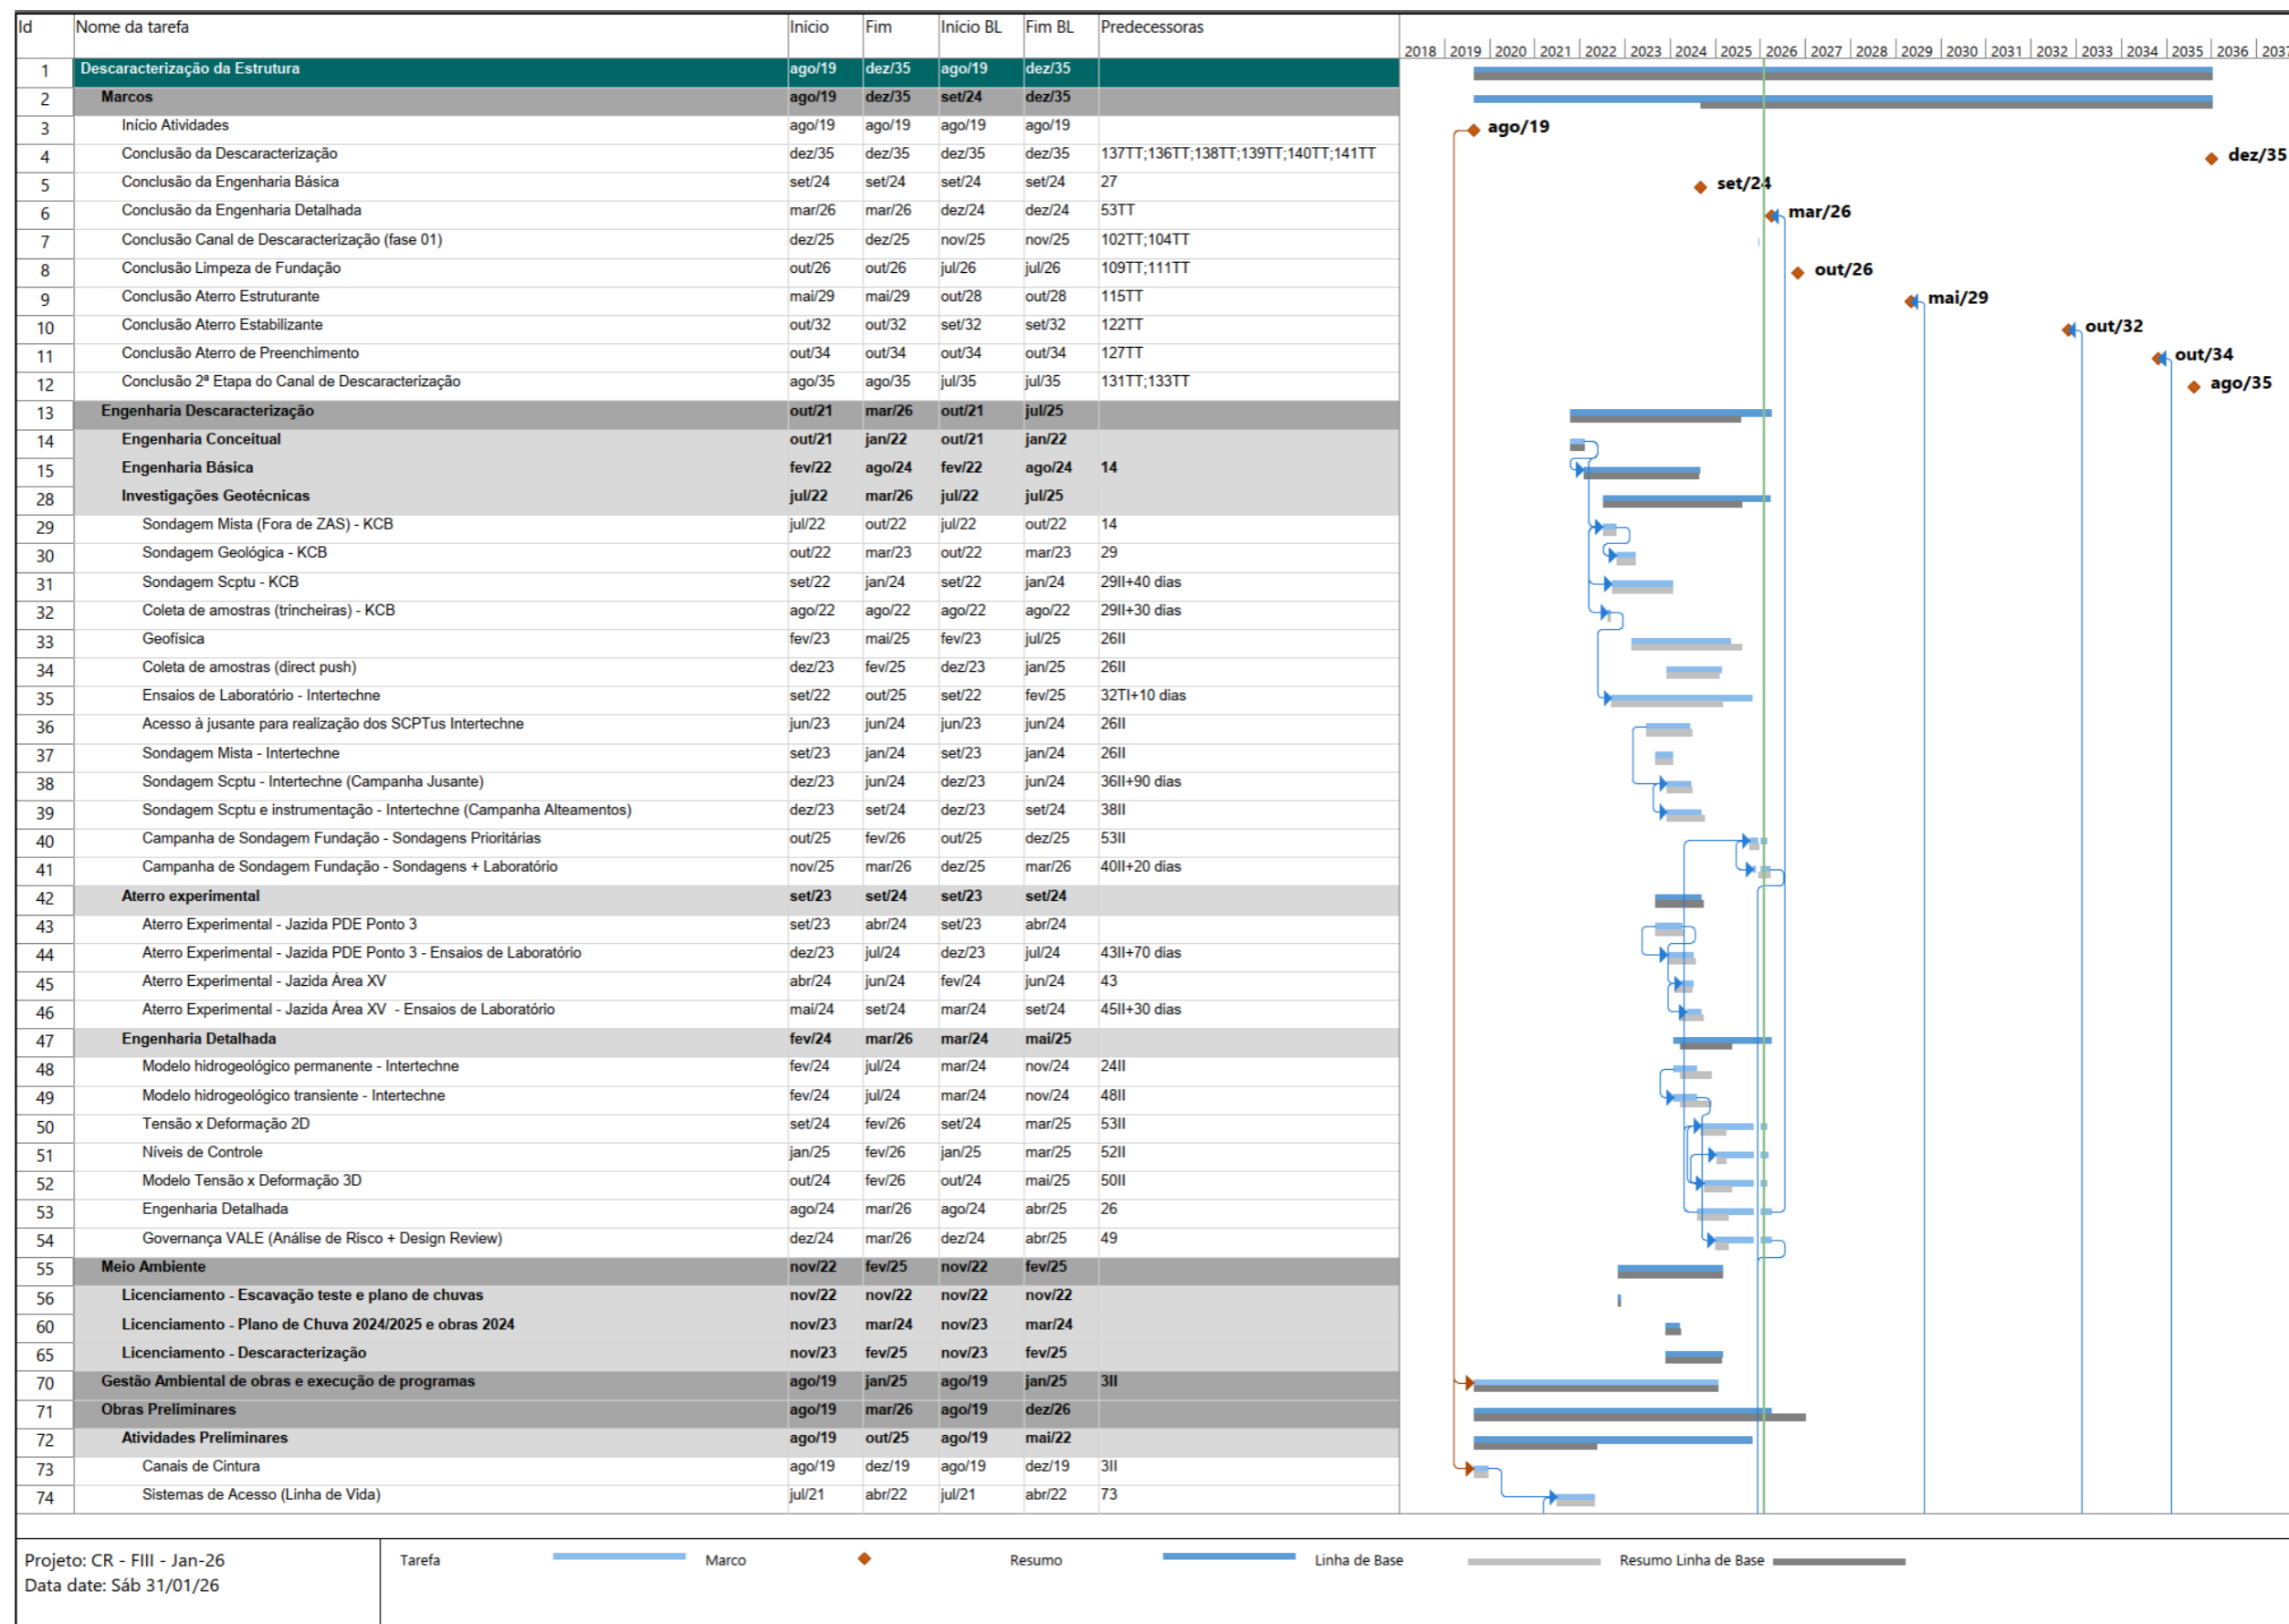 Id Nome da tarefa Início Fim Início BL Fim BL Predecessoras
2018 2019 2020 2021 2022 2023 2024 2025 2026 2027 2028 2029 2030 2031 2032 2033 2034 2035 2036 2037
1 Descaracterização da Estrutura ago/19 dez/35 ago/19 dez/35
2 Marcos ago/19 dez/35 set/24 dez/35
3 Início Atividades ago/19 ago/19 ago/19 ago/19 ago/19
4 Conclusão da Descaracterização dez/35 dez/35 dez/35 dez/35 137TT;136TT;138TT;139TT;140TT;141TT dez/35
5 Conclusão da Engenharia Básica set/24 set/24 set/24 set/24 27 set/24
6 Conclusão da Engenharia Detalhada mar/26 mar/26 dez/24 dez/24 53TT mar/26
7 Conclusão Canal de Descaracterização (fase 01) dez/25 dez/25 nov/25 nov/25 102TT;104TT
8 Conclusão Limpeza de Fundação out/26 out/26 jul/26 jul/26 109TT;111TT out/26
9 Conclusão Aterro Estruturante mai/29 mai/29 out/28 out/28 115TT mai/29
10 Conclusão Aterro Estabilizante out/32 out/32 set/32 set/32 122TT out/32
11 Conclusão Aterro de Preenchimento out/34 out/34 out/34 out/34 127TT out/34
12 Conclusão 2ª Etapa do Canal de Descaracterização ago/35 ago/35 jul/35 jul/35 131TT;133TT ago/35
13 Engenharia Descaracterização out/21 mar/26 out/21 jul/25
14 Engenharia Conceitual out/21 jan/22 out/21 jan/22
15 Engenharia Básica fev/22 ago/24 fev/22 ago/24 14
28 Investigações Geotécnicas jul/22 mar/26 jul/22 jul/25
29 Sondagem Mista (Fora de ZAS) - KCB jul/22 out/22 jul/22 out/22 14
30 Sondagem Geológica - KCB out/22 mar/23 out/22 mar/23 29
31 Sondagem Scptu - KCB set/22 jan/24 set/22 jan/24 29II+40 dias
32 Coleta de amostras (trincheiras) - KCB ago/22 ago/22 ago/22 ago/22 29II+30 dias
33 Geofísica fev/23 mai/25 fev/23 jul/25 26II
34 Coleta de amostras (direct push) dez/23 fev/25 dez/23 jan/25 26II
35 Ensaios de Laboratório - Intertechne set/22 out/25 set/22 fev/25 32TI+10 dias
36 Acesso à jusante para realização dos SCPTus Intertechne jun/23 jun/24 jun/23 jun/24 26II
37 Sondagem Mista - Intertechne set/23 jan/24 set/23 jan/24 26II
38 Sondagem Scptu - Intertechne (Campanha Jusante) dez/23 jun/24 dez/23 jun/24 36II+90 dias
39 Sondagem Scptu e instrumentação - Intertechne (Campanha Alteamentos) dez/23 set/24 dez/23 set/24 38II
40 Campanha de Sondagem Fundação - Sondagens Prioritárias out/25 fev/26 out/25 dez/25 53II
41 Campanha de Sondagem Fundação - Sondagens + Laboratório nov/25 mar/26 dez/25 mar/26 40II+20 dias
42 Aterro experimental set/23 set/24 set/23 set/24
43 Aterro Experimental - Jazida PDE Ponto 3 set/23 abr/24 set/23 abr/24
44 Aterro Experimental - Jazida PDE Ponto 3 - Ensaios de Laboratório dez/23 jul/24 dez/23 jul/24 43II+70 dias
45 Aterro Experimental - Jazida Área XV abr/24 jun/24 fev/24 jun/24 43
46 Aterro Experimental - Jazida Área XV - Ensaios de Laboratório mai/24 set/24 mar/24 set/24 45II+30 dias
47 Engenharia Detalhada fev/24 mar/26 mar/24 mai/25
48 Modelo hidrogeológico permanente - Intertechne fev/24 jul/24 mar/24 nov/24 24II
49 Modelo hidrogeológico transiente - Intertechne fev/24 jul/24 mar/24 nov/24 48II
50 Tensão x Deformação 2D set/24 fev/26 set/24 mar/25 53II
51 Níveis de Controle jan/25 fev/26 jan/25 mar/25 52II
52 Modelo Tensão x Deformação 3D out/24 fev/26 out/24 mai/25 50II
53 Engenharia Detalhada ago/24 mar/26 ago/24 abr/25 26
54 Governança VALE (Análise de Risco + Design Review) dez/24 mar/26 dez/24 abr/25 49
55 Meio Ambiente nov/22 fev/25 nov/22 fev/25
56 Licenciamento - Escavação teste e plano de chuvas nov/22 nov/22 nov/22 nov/22
60 Licenciamento - Plano de Chuva 2024/2025 e obras 2024 nov/23 mar/24 nov/23 mar/24
65 Licenciamento - Descaracterização nov/23 fev/25 nov/23 fev/25
70 Gestão Ambiental de obras e execução de programas ago/19 jan/25 ago/19 jan/25 3II
71 Obras Preliminares ago/19 mar/26 ago/19 dez/26
72 Atividades Preliminares ago/19 out/25 ago/19 mai/22
73 Canais de Cintura ago/19 dez/19 ago/19 dez/19 3II
74 Sistemas de Acesso (Linha de Vida) jul/21 abr/22 jul/21 abr/22 73
Projeto: CR - FIII - Jan-26
Data date: Sáb 31/01/26
Tarefa Marco Resumo Linha de Base Resumo Linha de Base